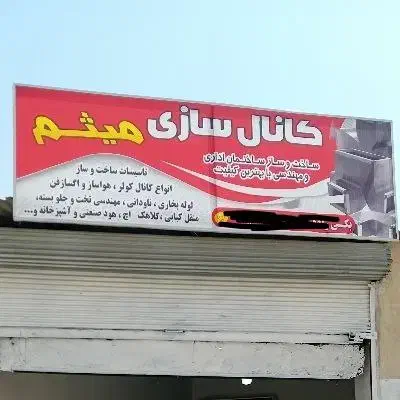 کانال سازی میثم
ساخت و ساز ساختمان اداری
و مهندسی با بهترین کیفیت
تاسیسات ساخت و ساز
انواع کانال کولر، هواساز و اگسازفن
لوله بخاری، ناودانی، مهندسی تخت و جلو بسته،
منقل کبابی، کلاهک اچ، هود صنعتی و آشپزخانه و...